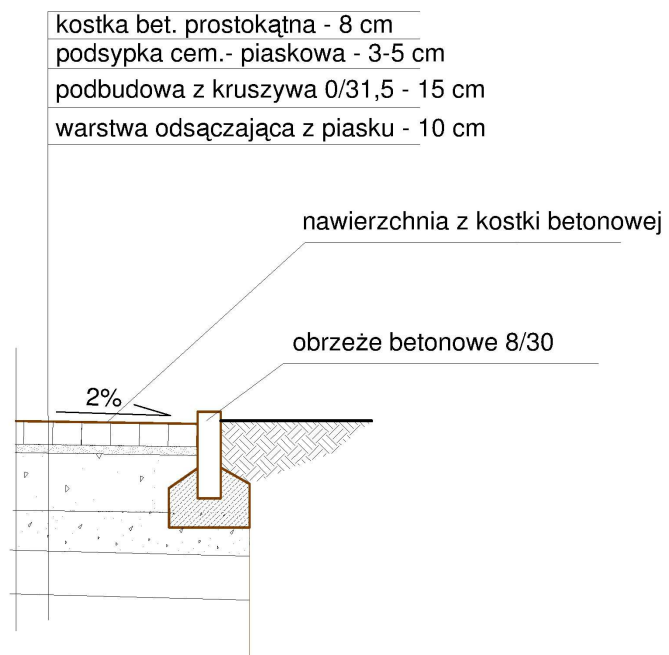 kostka bet. prostokątna - 8 cm
podsypka cem.- piaskowa - 3-5 cm
podbudowa z kruszywa 0/31,5 - 15 cm
warstwa odsączająca z piasku - 10 cm
nawierzchnia z kostki betonowej
obrzeże betonowe 8/30
2%